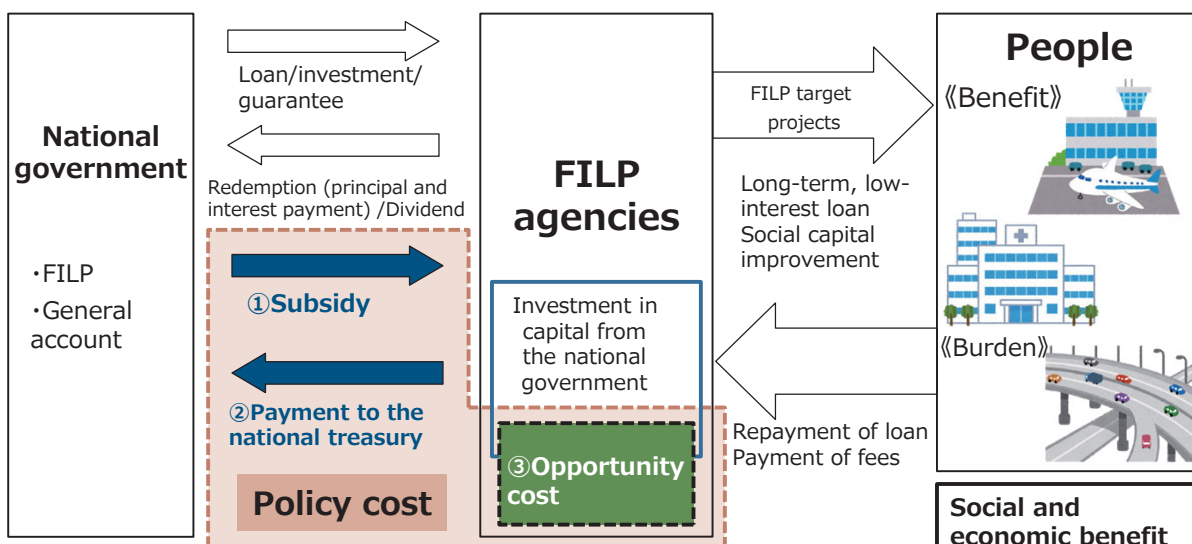 National
government
・FILP
・General
account
Loan/investment/
guarantee
Redemption (principal and
interest payment) /Dividend
①Subsidy
②Payment to the
national treasury
Policy cost
FILP
agencies
Investment in
capital from
the national
government
③Opportunity
cost
FILP target
projects
Long-term, low-
interest loan
Social capital
improvement
Repayment of loan
Payment of fees
People
《Benefit》
《Burden》
Social and
economic benefit